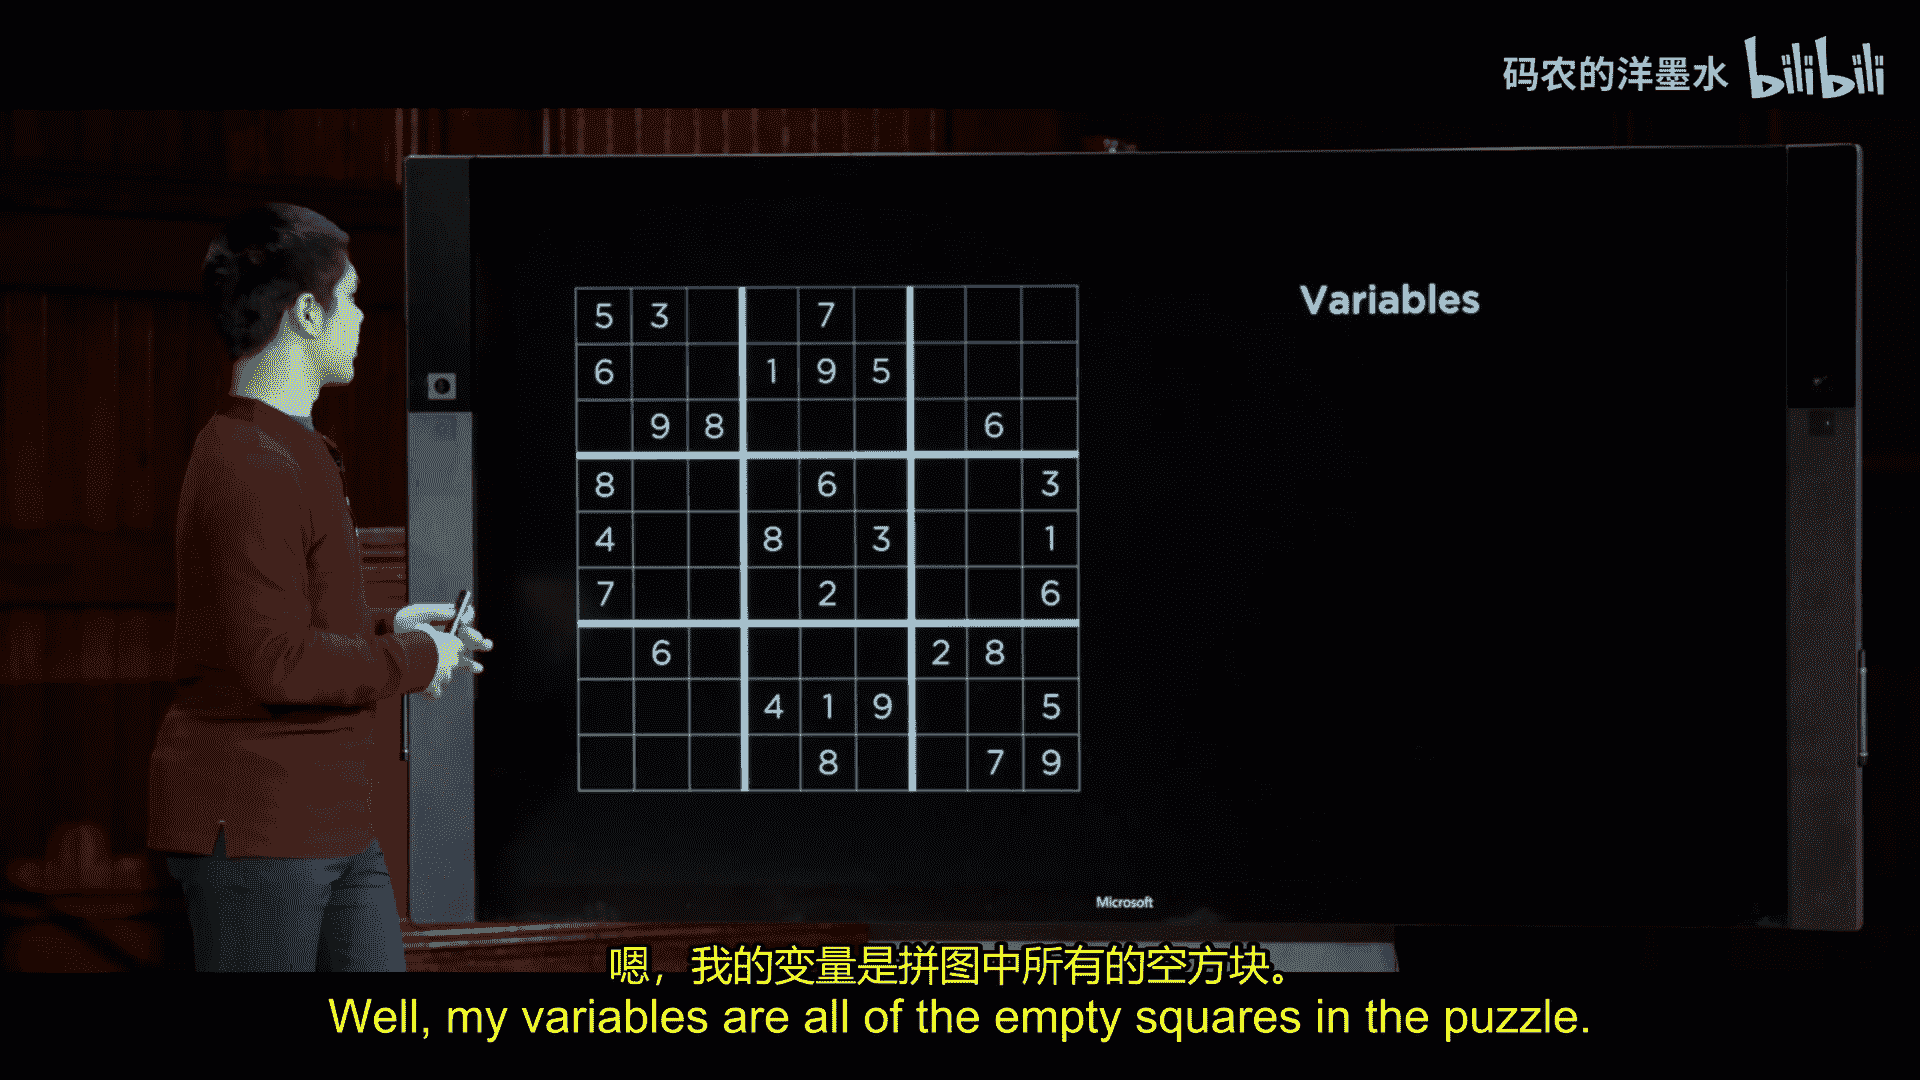 码农的洋墨水 bilibili
Variables
5 3 7
6 1 9 5
9 8 6
8 6 3
4 8 3 1
7 2 6
6 2 8
4 1 9 5
8 7 9
Microsoft
嗯，我的变量是拼图中所有的空方块。
Well, my variables are all of the empty squares in the puzzle.